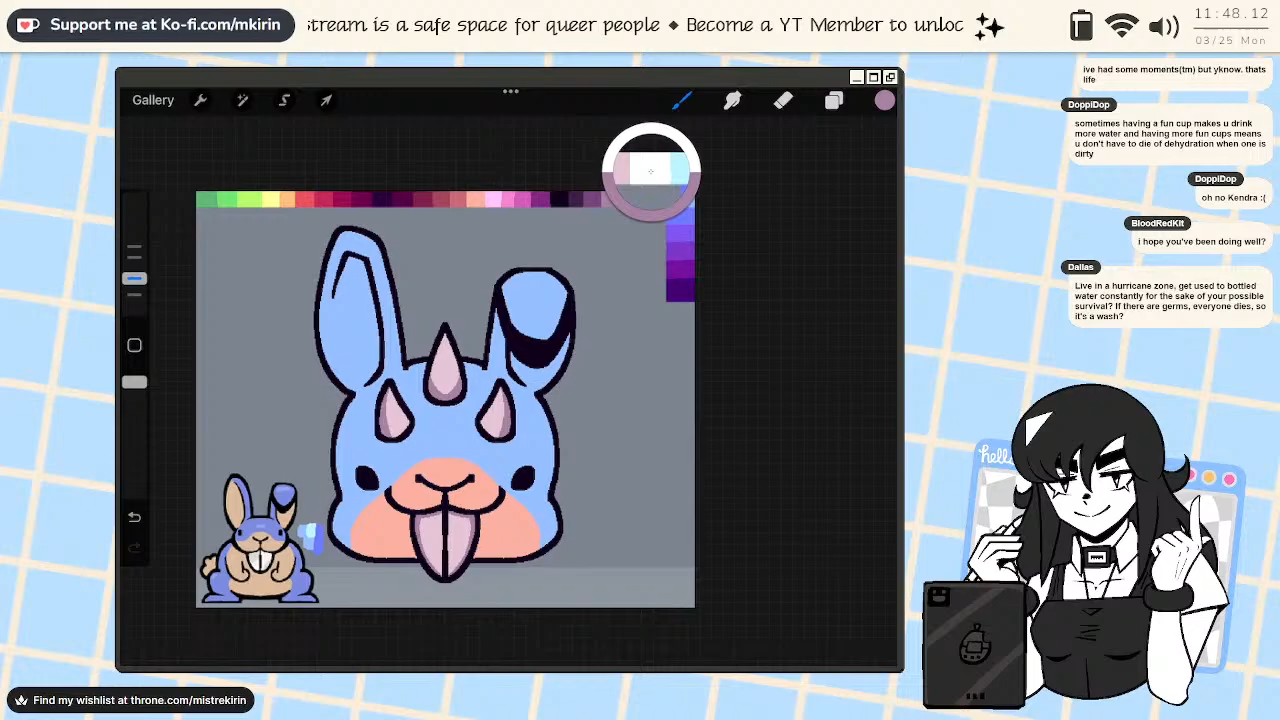 Support me at Ko-fi.com/mkirin
stream is a safe space for queer people ◆ Become a YT Member to unloc
11:48.12
03/25 Mon
Gallery
ive had some moments(tm) but yknow. thats
life
DopplDop
sometimes having a fun cup makes u drink
more water and having more fun cups means
u don't have to die of dehydration when one is
dirty
DopplDop
oh no Kendra :(
BloodRedKit
i hope you've been doing well?
Dallas
Live in a hurricane zone, get used to bottled
water constantly for the sake of your possible
survival? If there are germs, everyone dies, so
it's a wash?
hello
Find my wishlist at throne.com/mistrekirin